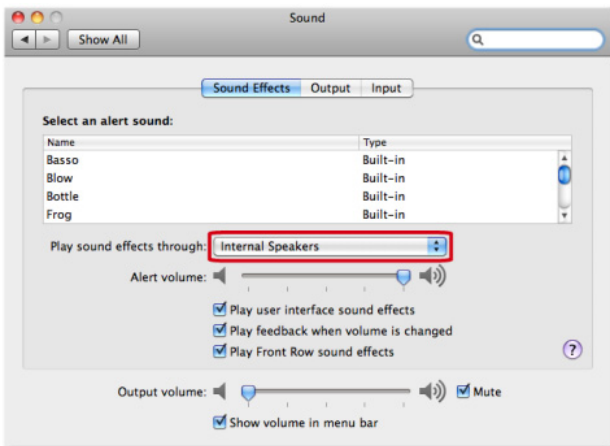 Sound
Show All
Sound Effects Output Input
Select an alert sound:
Name Type
Basso Built-in
Blow Built-in
Bottle Built-in
Frog Built-in
Play sound effects through: Internal Speakers
Alert volume:
Play user interface sound effects
Play feedback when volume is changed
Play Front Row sound effects
?
Output volume: Mute
Show volume in menu bar